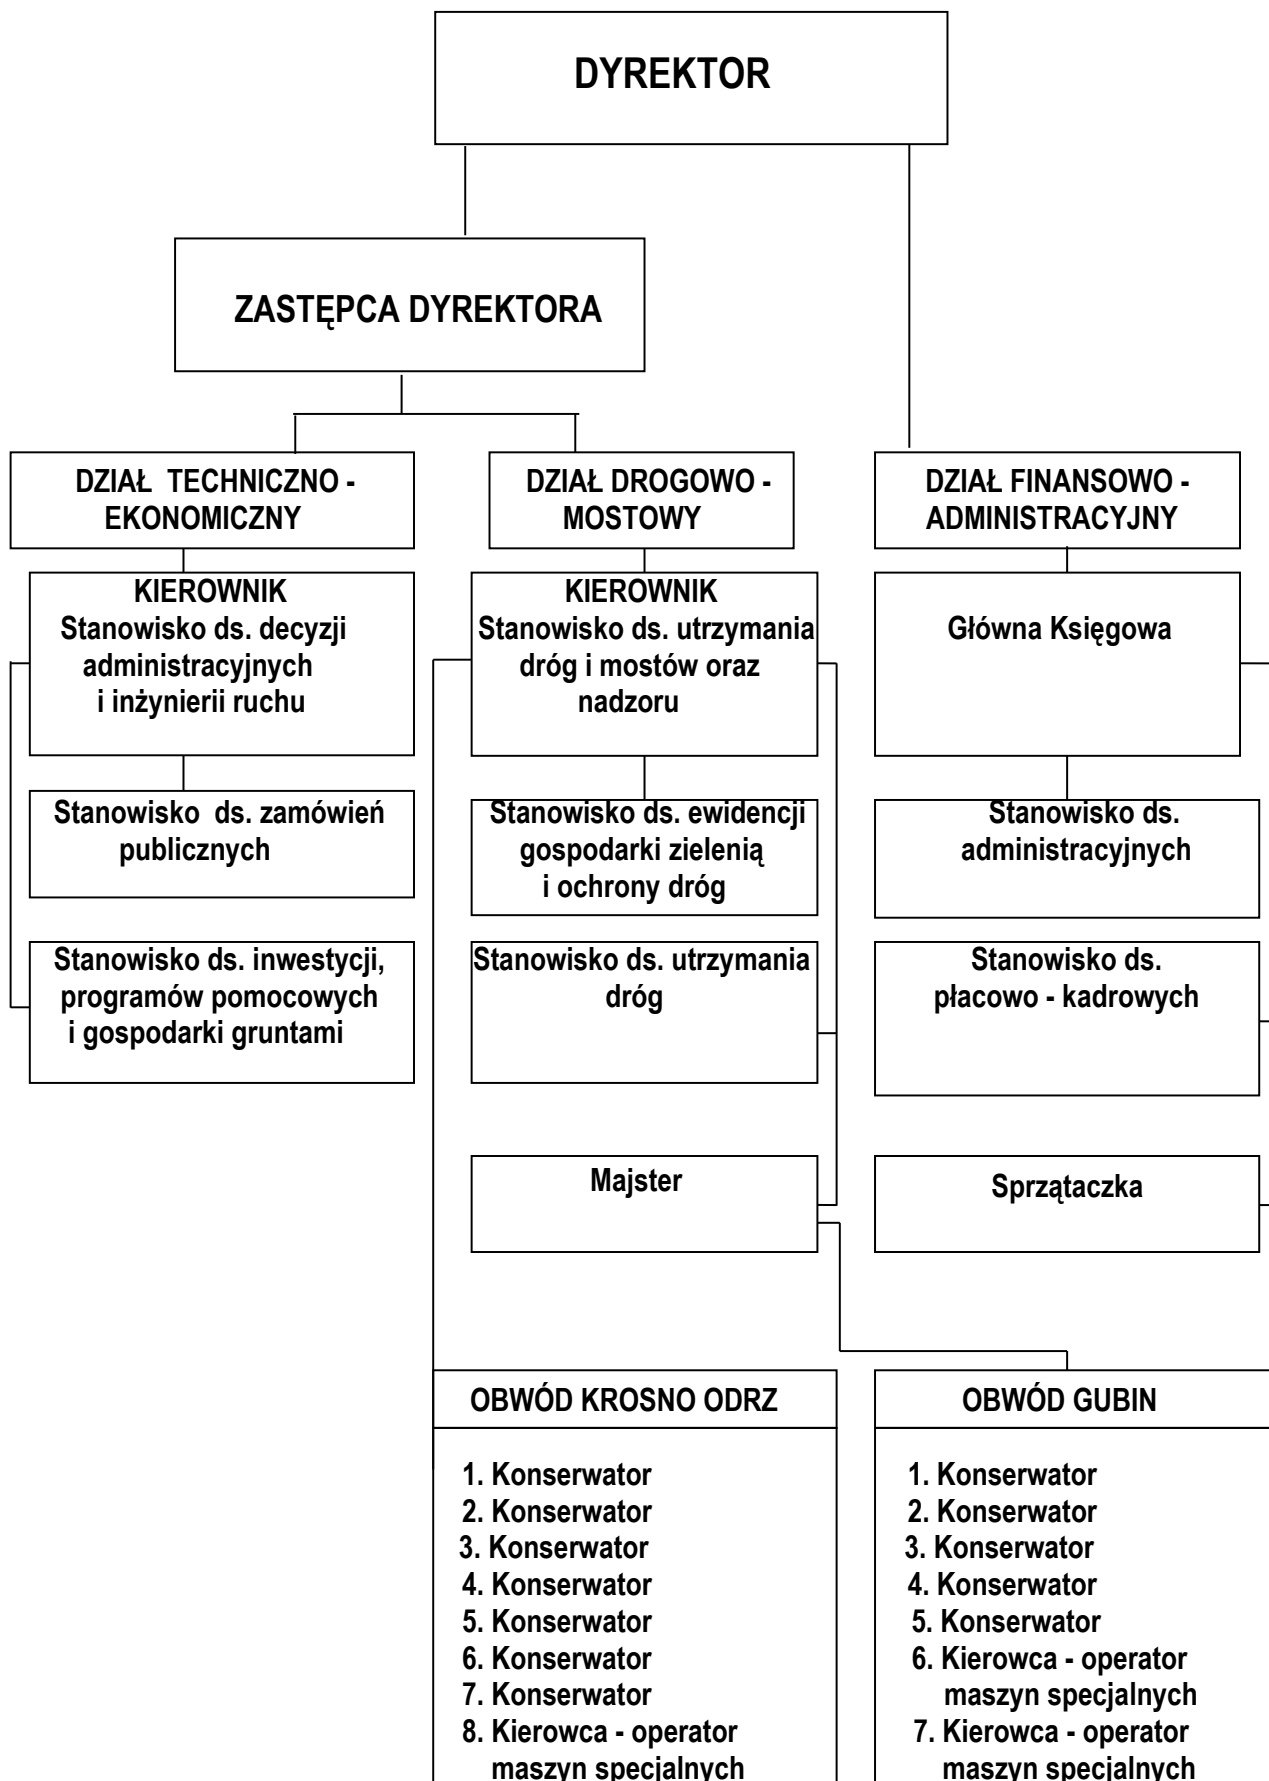 DYREKTOR
ZASTĘPCA DYREKTORA
DZIAŁ TECHNICZNO -
EKONOMICZNY
KIEROWNIK
Stanowisko ds. decyzji
administracyjnych
i inżynierii ruchu
Stanowisko ds. zamówień
publicznych
Stanowisko ds. inwestycji,
programów pomocowych
i gospodarki gruntami
DZIAŁ DROGOWO -
MOSTOWY
KIEROWNIK
Stanowisko ds. utrzymania
dróg i mostów oraz
nadzoru
Stanowisko ds. ewidencji
gospodarki zielenią
i ochrony dróg
Stanowisko ds. utrzymania
dróg
Majster
DZIAŁ FINANSOWO -
ADMINISTRACYJNY
Główna Księgowa
Stanowisko ds.
administracyjnych
Stanowisko ds.
płacowo - kadrowych
Sprzątaczka
OBWÓD KROSNO ODRZ
1. Konserwator
2. Konserwator
3. Konserwator
4. Konserwator
5. Konserwator
6. Konserwator
7. Konserwator
8. Kierowca - operator
maszyn specjalnych
OBWÓD GUBIN
1. Konserwator
2. Konserwator
3. Konserwator
4. Konserwator
5. Konserwator
6. Kierowca - operator
maszyn specjalnych
7. Kierowca - operator
maszyn specjalnych